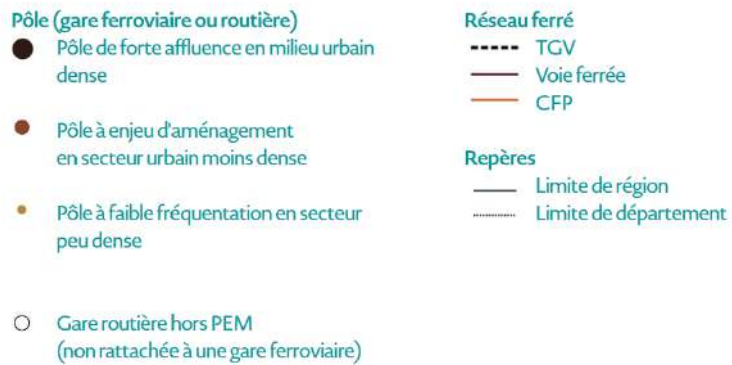 Pôle (gare ferroviaire ou routière)
Pôle de forte affluence en milieu urbain
dense
Pôle à enjeu d'aménagement
en secteur urbain moins dense
Pôle à faible fréquentation en secteur
peu dense
Gare routière hors PEM
(non rattachée à une gare ferroviaire)
Réseau ferré
TGV
Voie ferrée
CFP
Repères
Limite de région
Limite de département